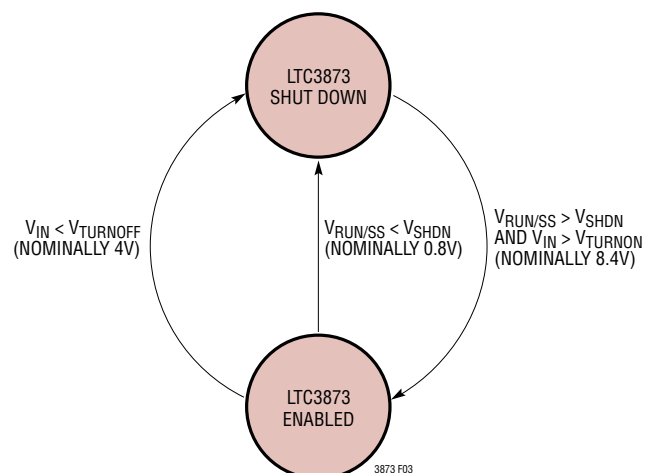 LTC3873
SHUT DOWN
V_IN < V_TURNOFF
(NOMINALLY 4V)
V_RUN/SS < V_SHDN
(NOMINALLY 0.8V)
V_RUN/SS > V_SHDN
AND V_IN > V_TURNON
(NOMINALLY 8.4V)
LTC3873
ENABLED
3873 F03